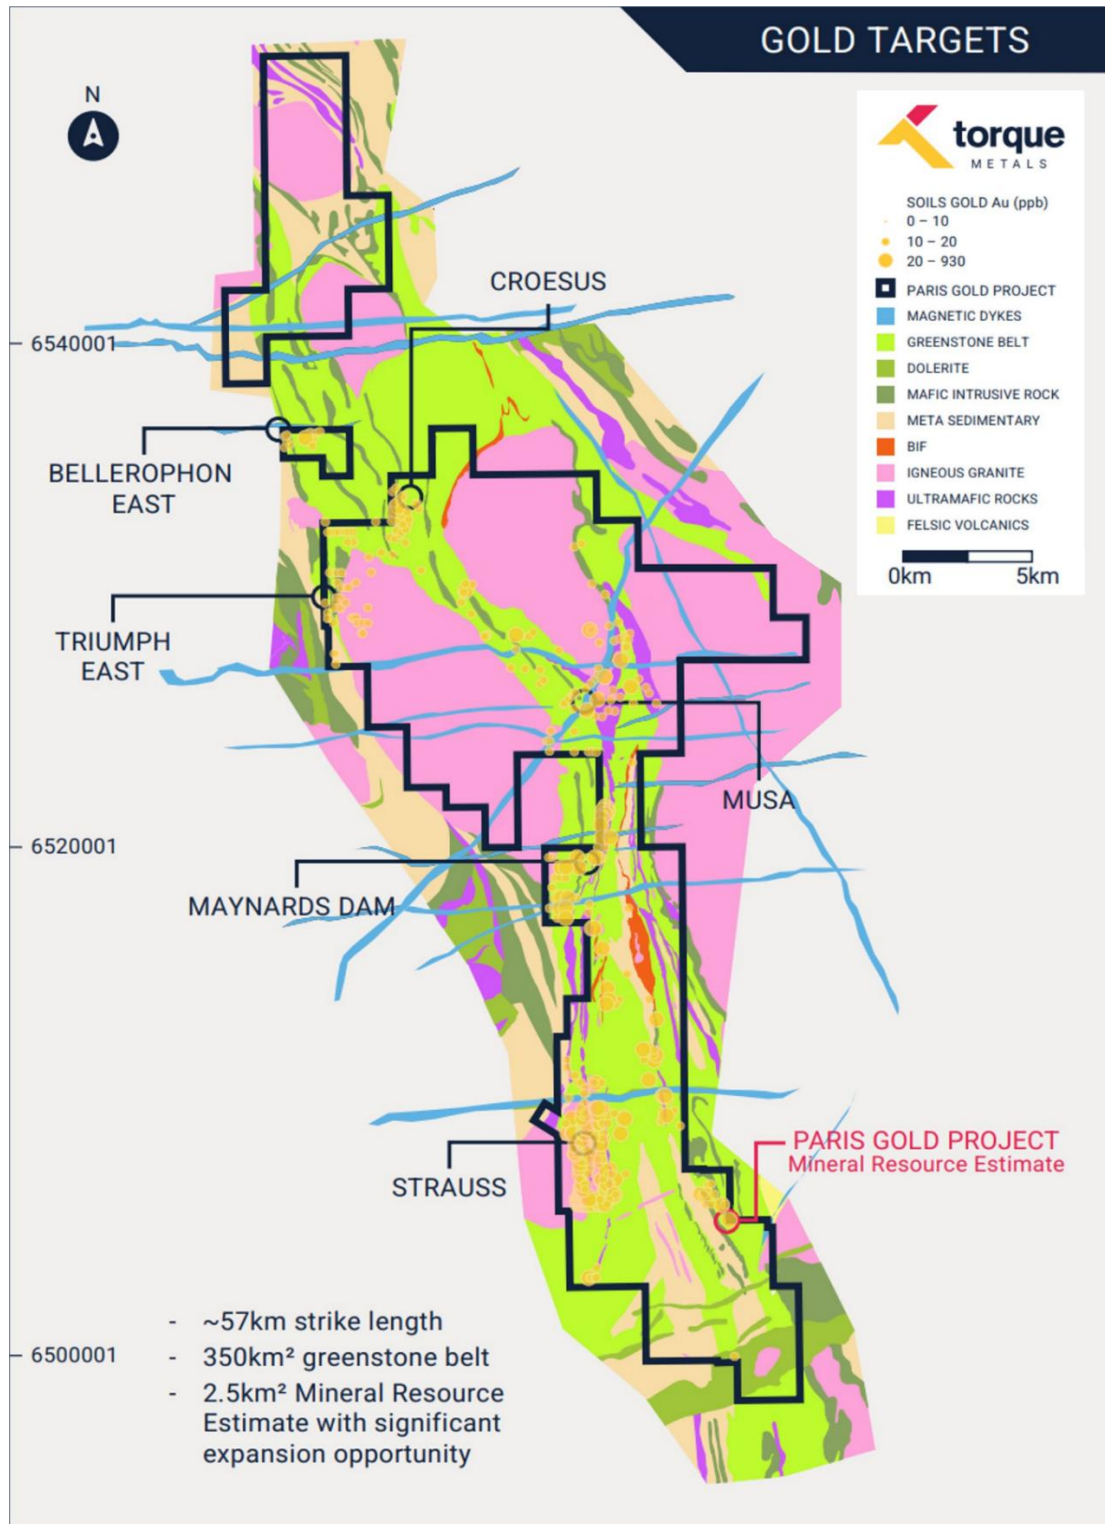 GOLD TARGETS
N
torque
METALS
SOILS GOLD Au (ppb)
0 – 10
10 – 20
20 – 930
PARIS GOLD PROJECT
MAGNETIC DYKES
GREENSTONE BELT
DOLERITE
MAFIC INTRUSIVE ROCK
META SEDIMENTARY
BIF
IGNEOUS GRANITE
ULTRAMAFIC ROCKS
FELSIC VOLCANICS
0km 5km
CROESUS
6540001
BELLEROPHON
EAST
TRIUMPH
EAST
MUSA
6520001
MAYNARDS DAM
PARIS GOLD PROJECT
Mineral Resource Estimate
STRAUSS
6500001
- ~57km strike length
- 350km² greenstone belt
- 2.5km² Mineral Resource
Estimate with significant
expansion opportunity